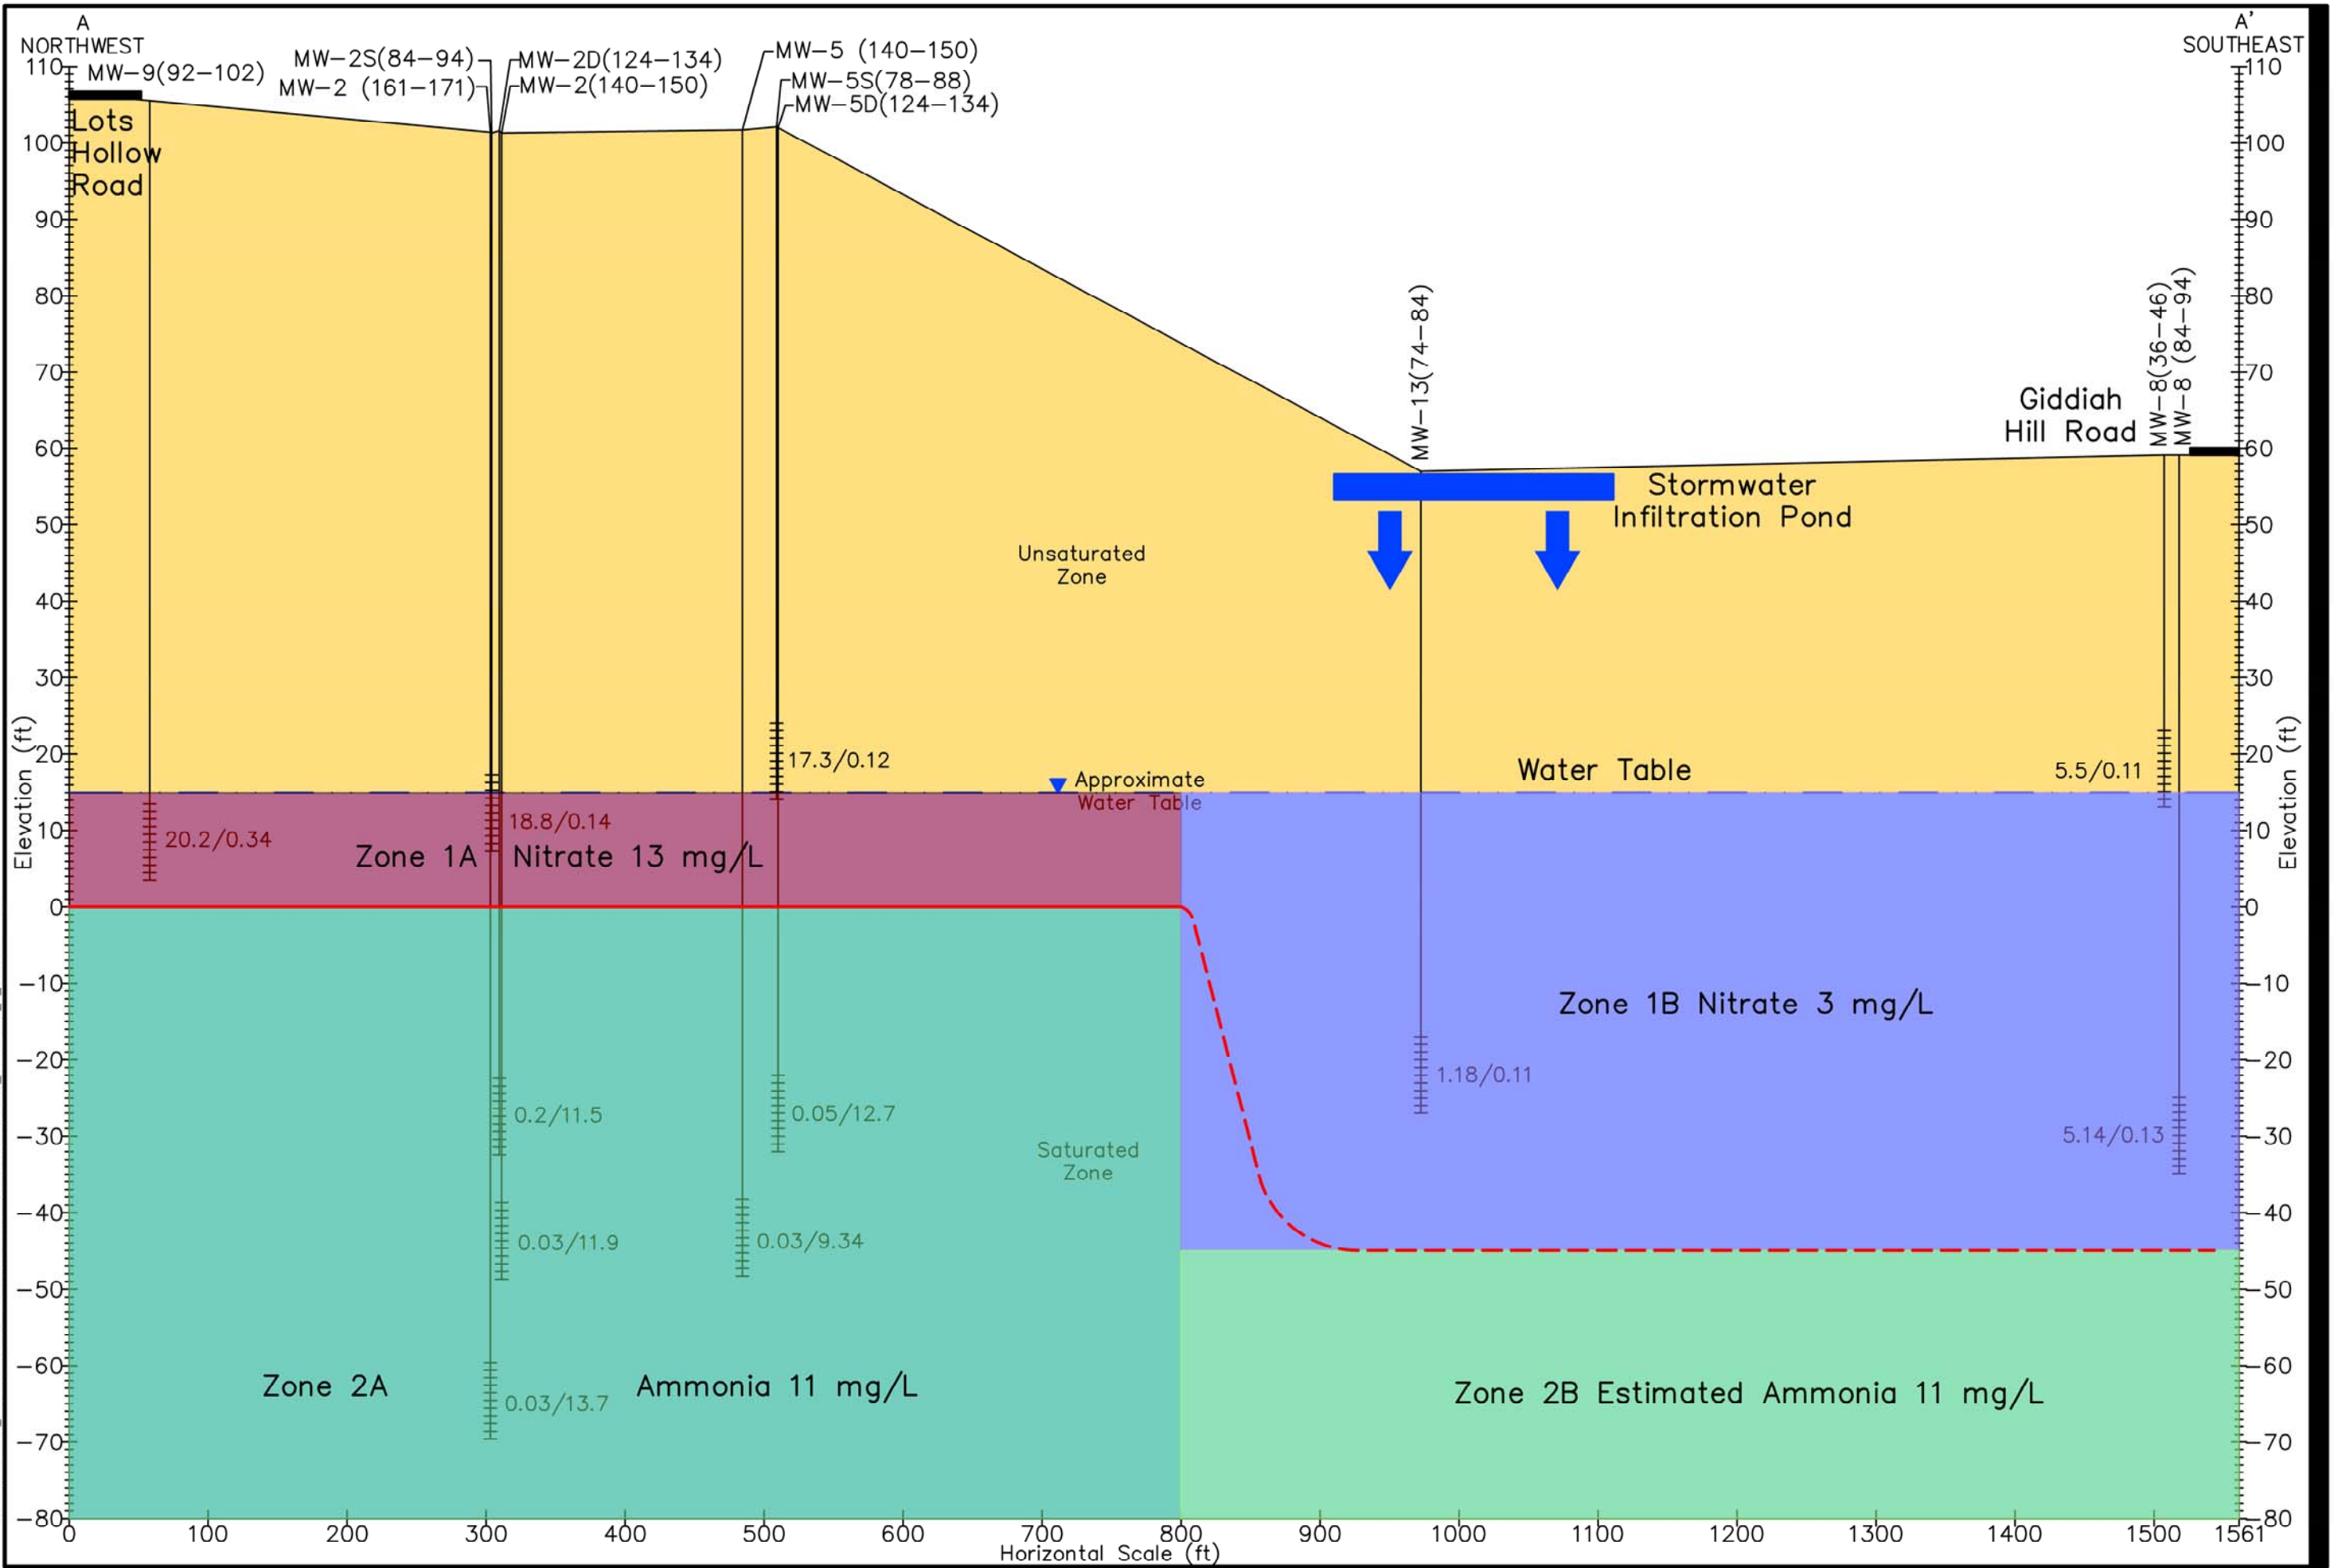 A
NORTHWEST
A'
SOUTHEAST
MW-9(92-102)
MW-2S(84-94)
MW-2 (161-171)
MW-2D(124-134)
MW-2(140-150)
MW-5 (140-150)
MW-5S(78-88)
MW-5D(124-134)
Lots
Hollow
Road
MW-13(74-84)
MW-8(36-46)
MW-8 (84-94)
Giddiah
Hill Road
Stormwater
Infiltration Pond
Unsaturated
Zone
17.3/0.12
Approximate
Water Table
Water Table
5.5/0.11
20.2/0.34
18.8/0.14
Zone 1A Nitrate 13 mg/L
Zone 1B Nitrate 3 mg/L
1.18/0.11
5.14/0.13
0.2/11.5
0.05/12.7
Saturated
Zone
0.03/11.9
0.03/9.34
0.03/13.7
Zone 2A Ammonia 11 mg/L
Zone 2B Estimated Ammonia 11 mg/L
Elevation (ft)
110
100
90
80
70
60
50
40
30
20
10
0
-10
-20
-30
-40
-50
-60
-70
-80
Elevation (ft)
110
100
90
80
70
60
50
40
30
20
10
0
-10
-20
-30
-40
-50
-60
-70
-80
0 100 200 300 400 500 600 700 800 900 1000 1100 1200 1300 1400 1500 1561
Horizontal Scale (ft)